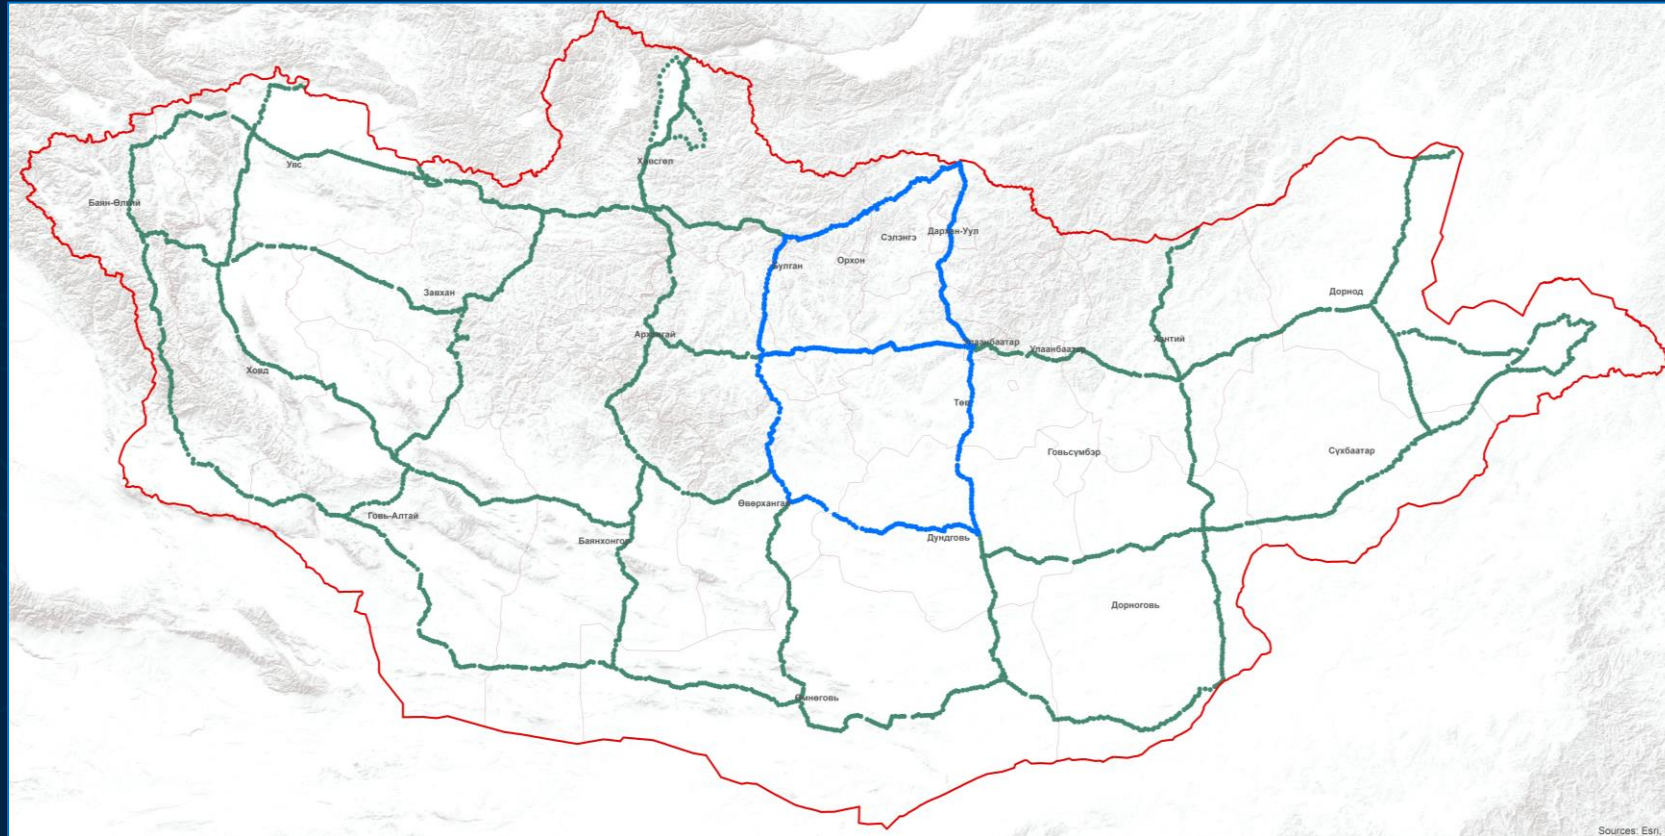 Хөвсгөл
Увс
Баян-Өлгий
Дархан-Уул
Сэлэнгэ
Орхон
Булган
Завхан
Дорнод
Архангай
Хэнтий
Улаанбаатар
Улаанбаатар
Ховд
Төв
Говьсүмбэр
Сүхбаатар
Өвөрхангай
Говь-Алтай
Баянхонгор
Дундговь
Дорноговь
Өмнөговь
Sources: Esri,